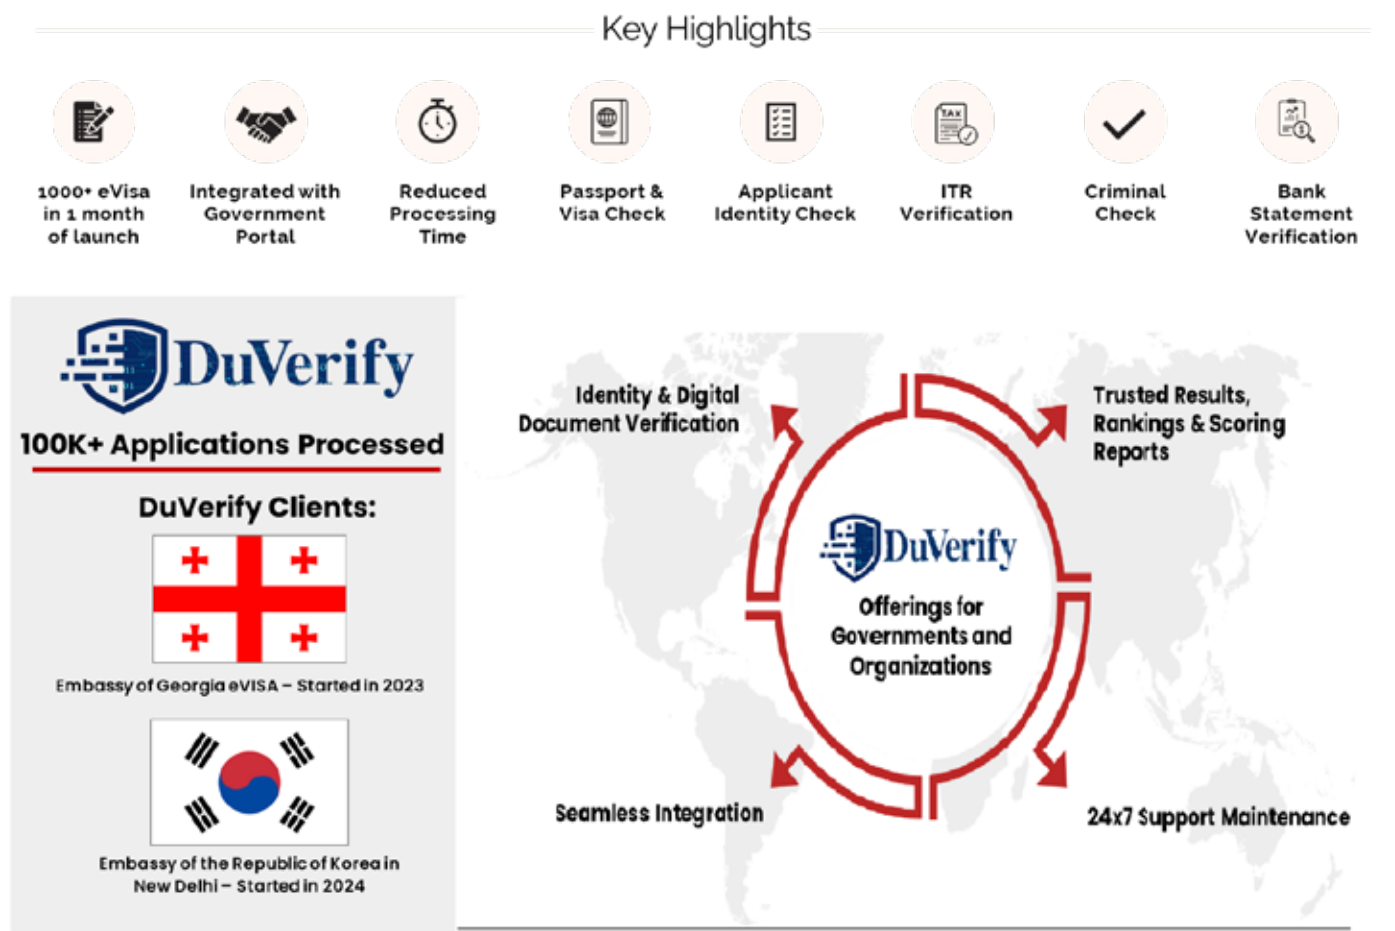 Key Highlights
1000+ eVisa
in 1 month
of launch
Integrated with
Government
Portal
Reduced
Processing
Time
Passport &
Visa Check
Applicant
Identity Check
TAX
ITR
Verification
Criminal
Check
Bank
Statement
Verification
DuVerify
100K+ Applications Processed
DuVerify Clients:
Embassy of Georgia eVISA – Started in 2023
Embassy of the Republic of Korea in
New Delhi – Started in 2024
Identity & Digital
Document Verification
Trusted Results,
Rankings & Scoring
Reports
DuVerify
Offerings for
Governments and
Organizations
Seamless Integration
24x7 Support Maintenance